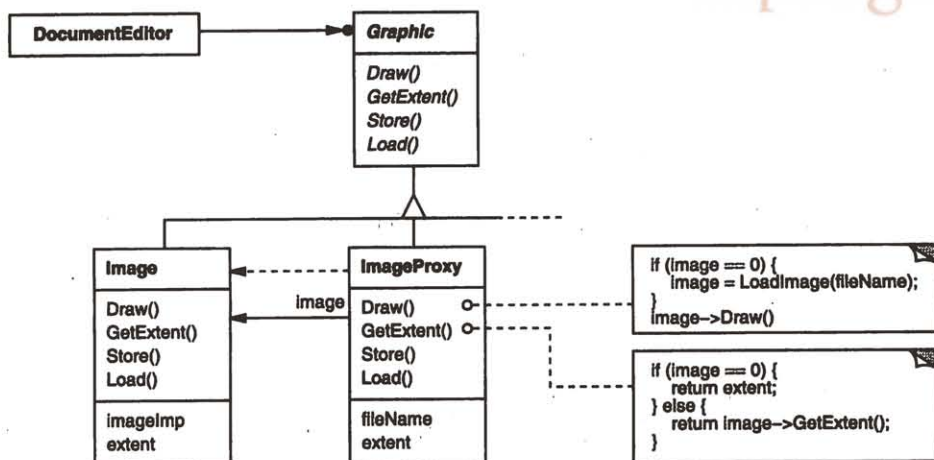 DocumentEditor
Graphic
Draw()
GetExtent()
Store()
Load()
Image
Draw()
GetExtent()
Store()
Load()
imageImp
extent
image
ImageProxy
Draw()
GetExtent()
Store()
Load()
fileName
extent
if (image == 0) {
image = LoadImage(fileName);
}
image->Draw()
if (image == 0) {
return extent;
} else {
return image->GetExtent();
}